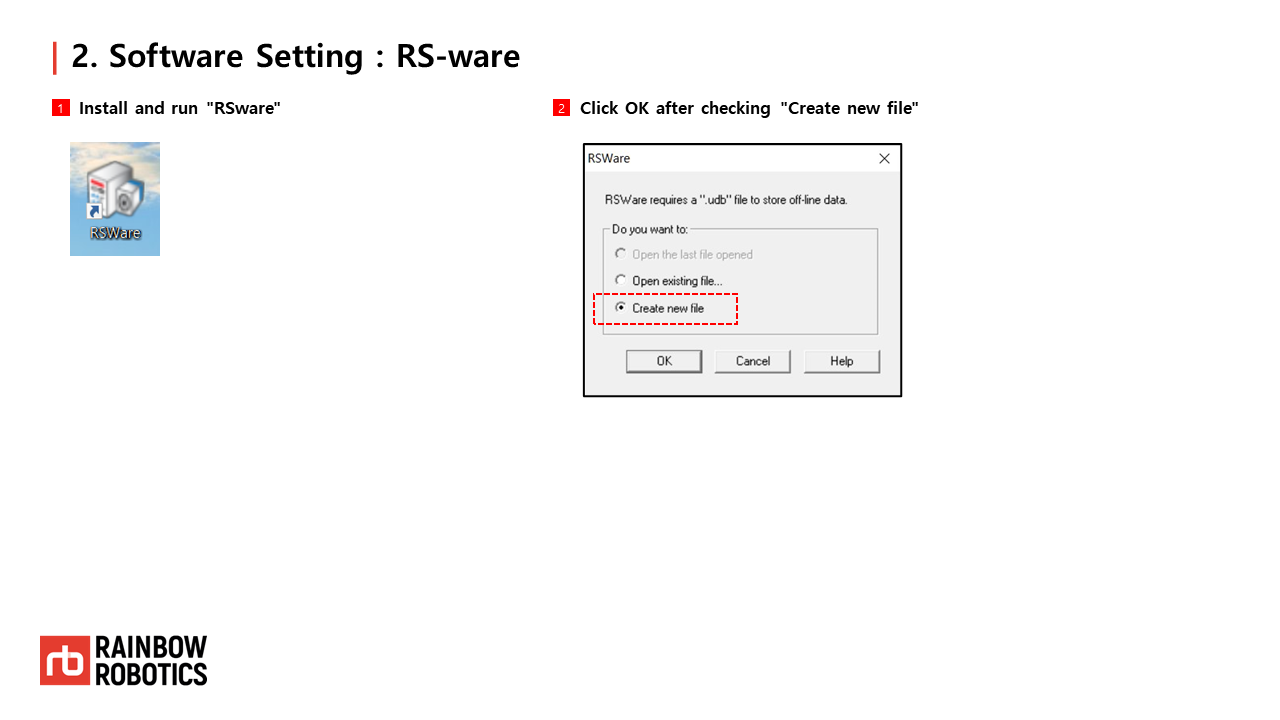 2. Software Setting : RS-ware
1 Install and run "RSware"
RSWare
2 Click OK after checking "Create new file"
RSWare
RSWare requires a ".udb" file to store off-line data.
Do you want to:
Open the last file opened
Open existing file...
Create new file
OK Cancel Help
rb RAINBOW
ROBOTICS